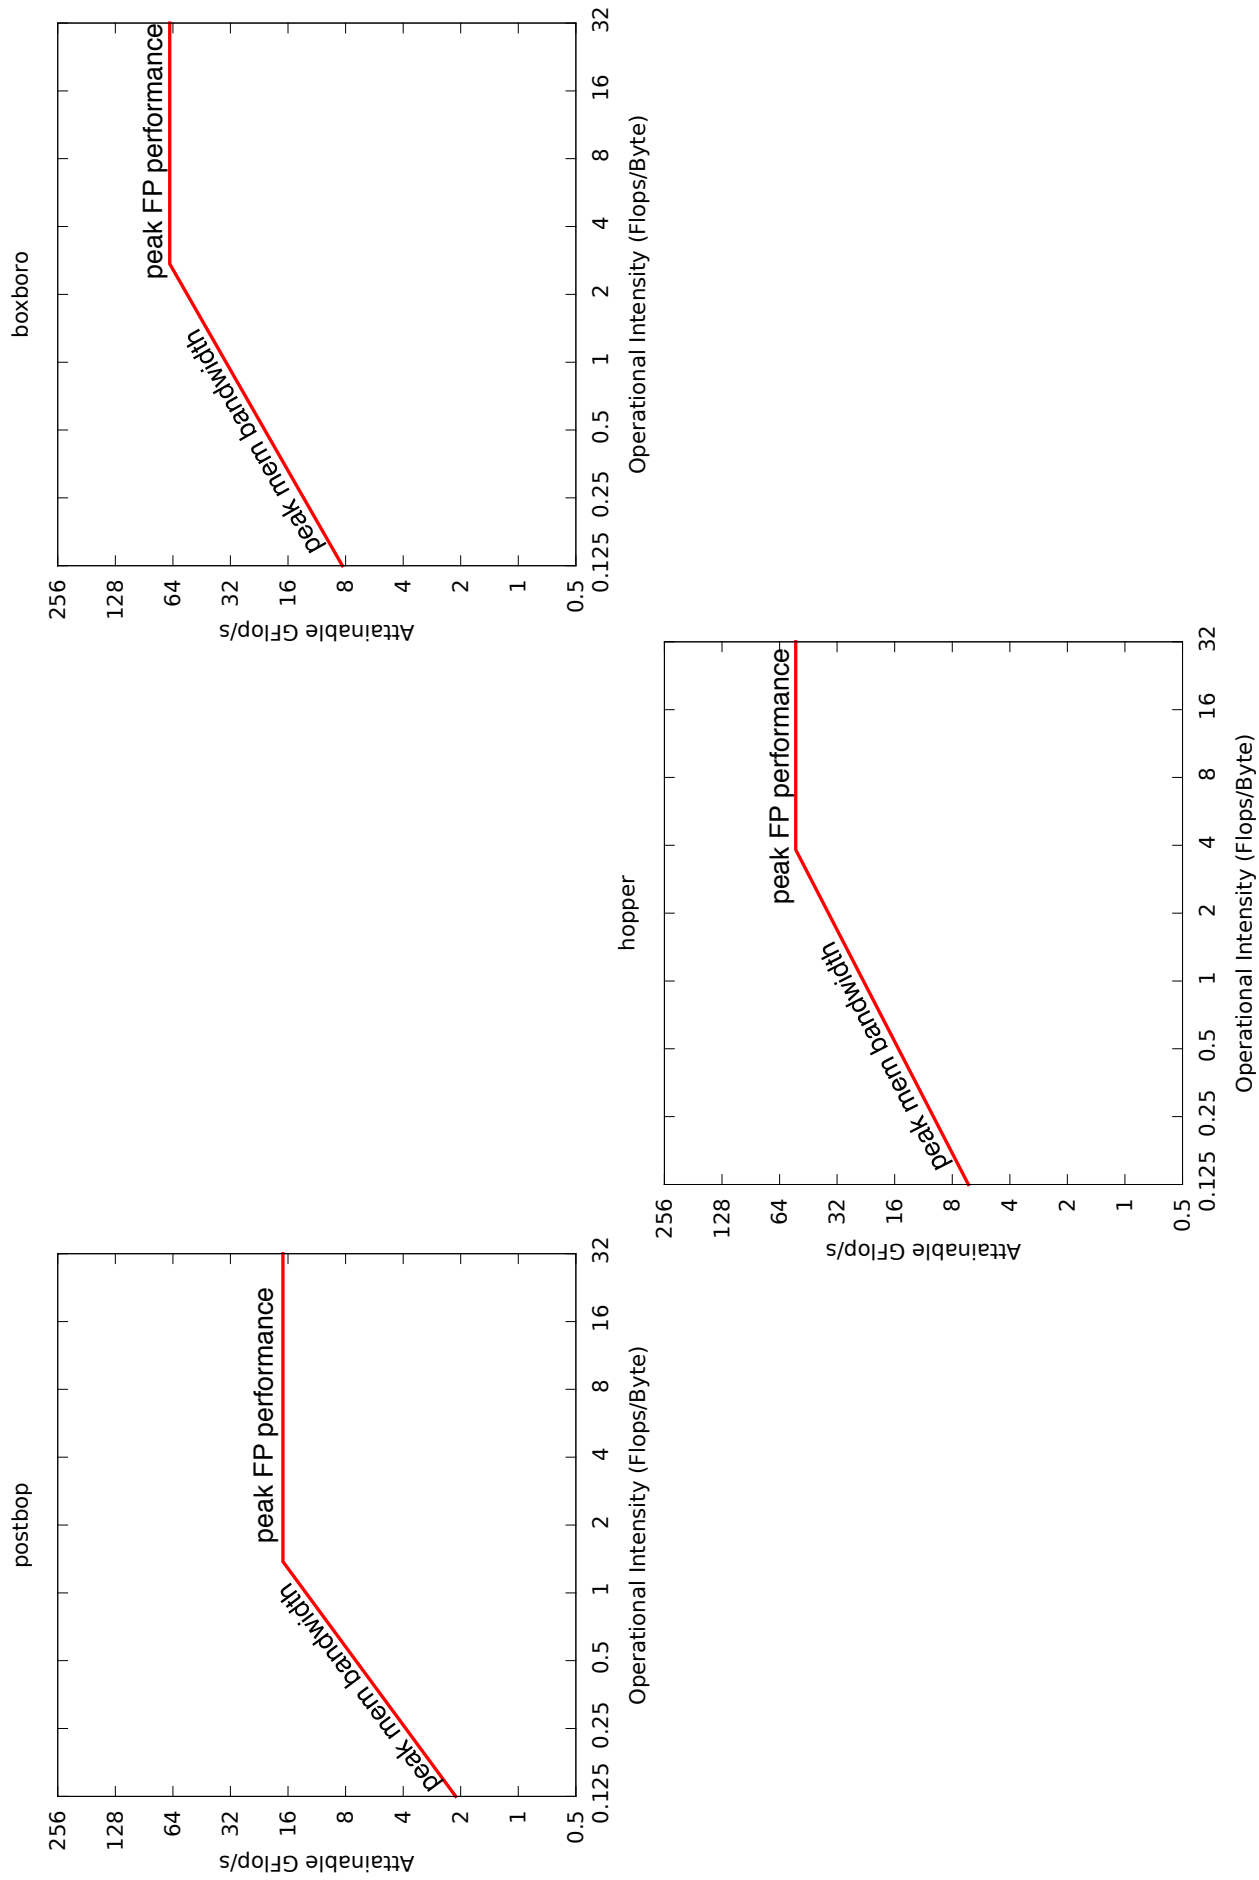 postbop
256
128
64
32
16
8
4
2
1
0.5
Attainable GFlop/s
peak mem bandwidth
peak FP performance
0.125 0.25 0.5 1 2 4 8 16 32
Operational Intensity (Flops/Byte)
boxboro
256
128
64
32
16
8
4
2
1
0.5
Attainable GFlop/s
peak mem bandwidth
peak FP performance
0.125 0.25 0.5 1 2 4 8 16 32
Operational Intensity (Flops/Byte)
hopper
256
128
64
32
16
8
4
2
1
0.5
Attainable GFlop/s
peak mem bandwidth
peak FP performance
0.125 0.25 0.5 1 2 4 8 16 32
Operational Intensity (Flops/Byte)